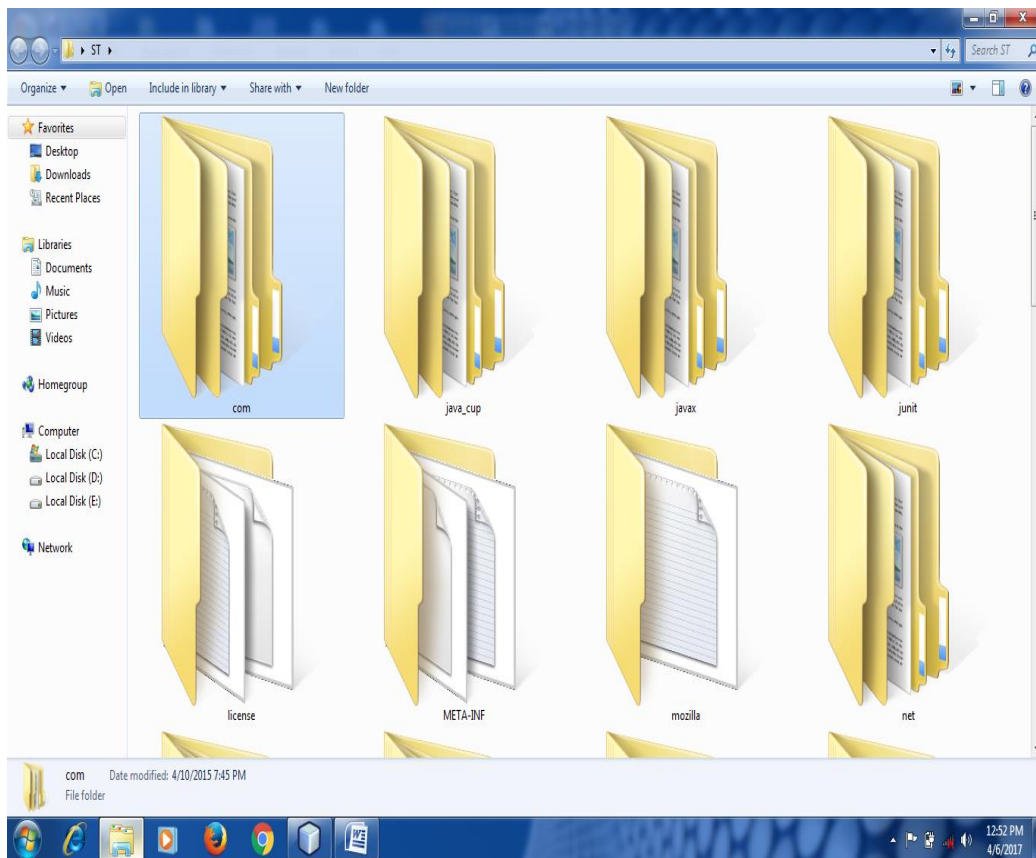 ST
Search ST
Organize
Open
Include in library
Share with
New folder
Favorites
Desktop
Downloads
Recent Places
Libraries
Documents
Music
Pictures
Videos
Homegroup
Computer
Local Disk (C:)
Local Disk (D:)
Local Disk (E:)
Network
com
java_cup
javax
junit
license
META-INF
mozilla
net
com
Date modified: 4/10/2015 7:45 PM
File folder
12:52 PM
4/6/2017